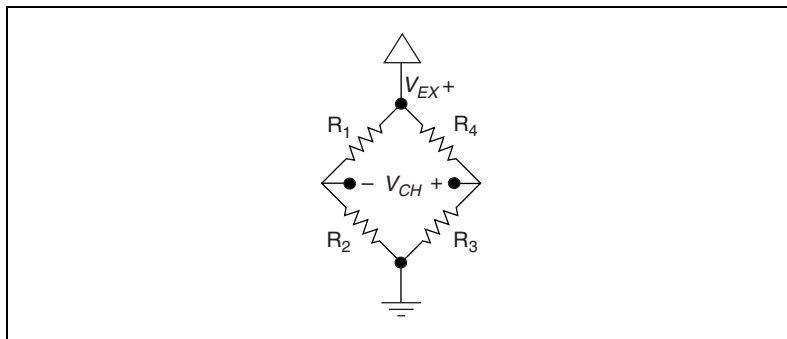 V_EX +
R₁ R₄
– V_CH +
R₂ R₃